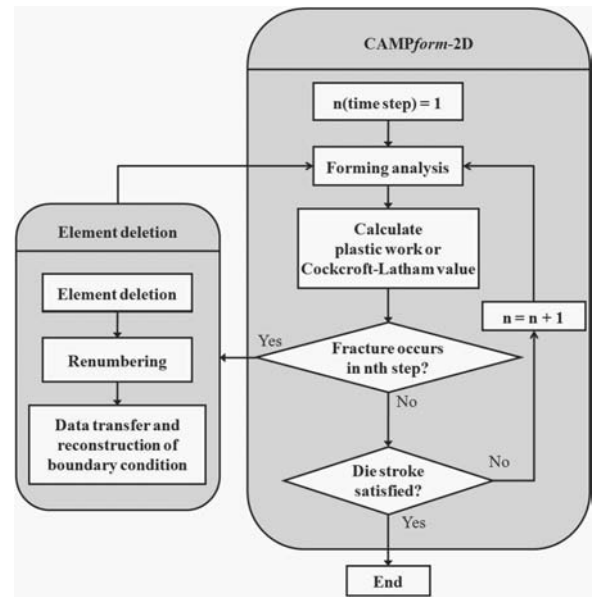 CAMPform-2D
n(time step) = 1
Forming analysis
Calculate
plastic work or
Cockcroft-Latham value
n = n + 1
Fracture occurs
in nth step?
Yes
No
Die stroke
satisfied?
No
Yes
End
Element deletion
Element deletion
Renumbering
Data transfer and
reconstruction of
boundary condition